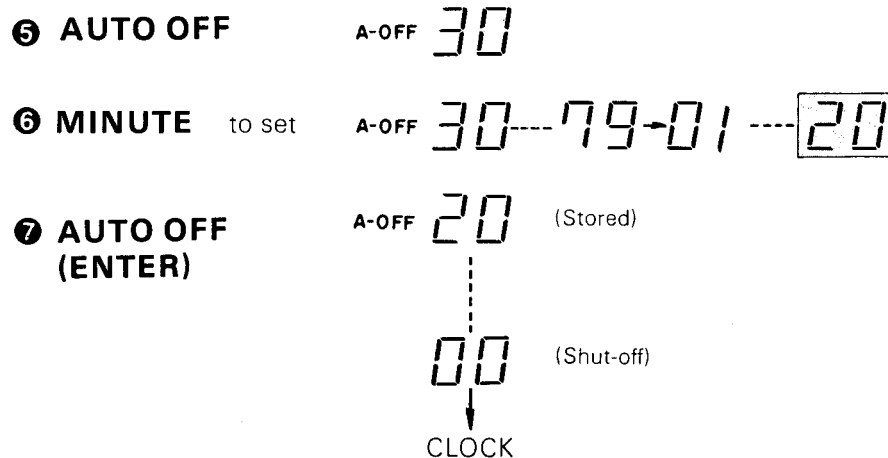 ❺ AUTO OFF A-OFF 30
❻ MINUTE to set A-OFF 30 ---- 79 → 01 ---- 20
❼ AUTO OFF A-OFF 20 (Stored)
(ENTER)
00 (Shut-off)
CLOCK